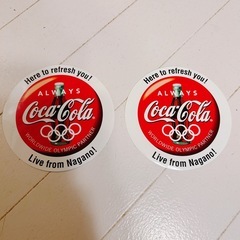 Here to refresh you!
ALWAYS
Coca-Cola
WORLDWIDE OLYMPIC PARTNER
Live from Nagano!
Here to refresh you!
ALWAYS
Coca-Cola
WORLDWIDE OLYMPIC PARTNER
Live from Nagano!